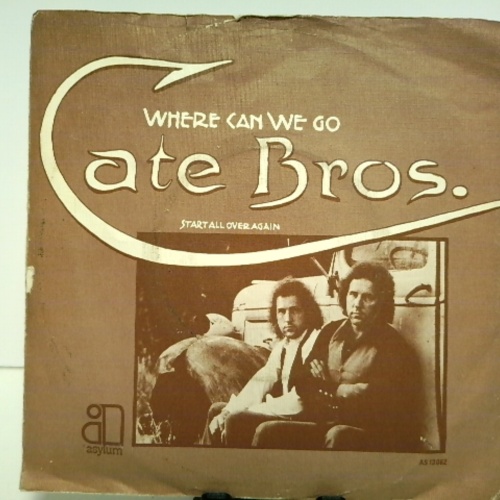 WHERE CAN WE GO
Cate Bros.
START ALL OVER AGAIN
asylum